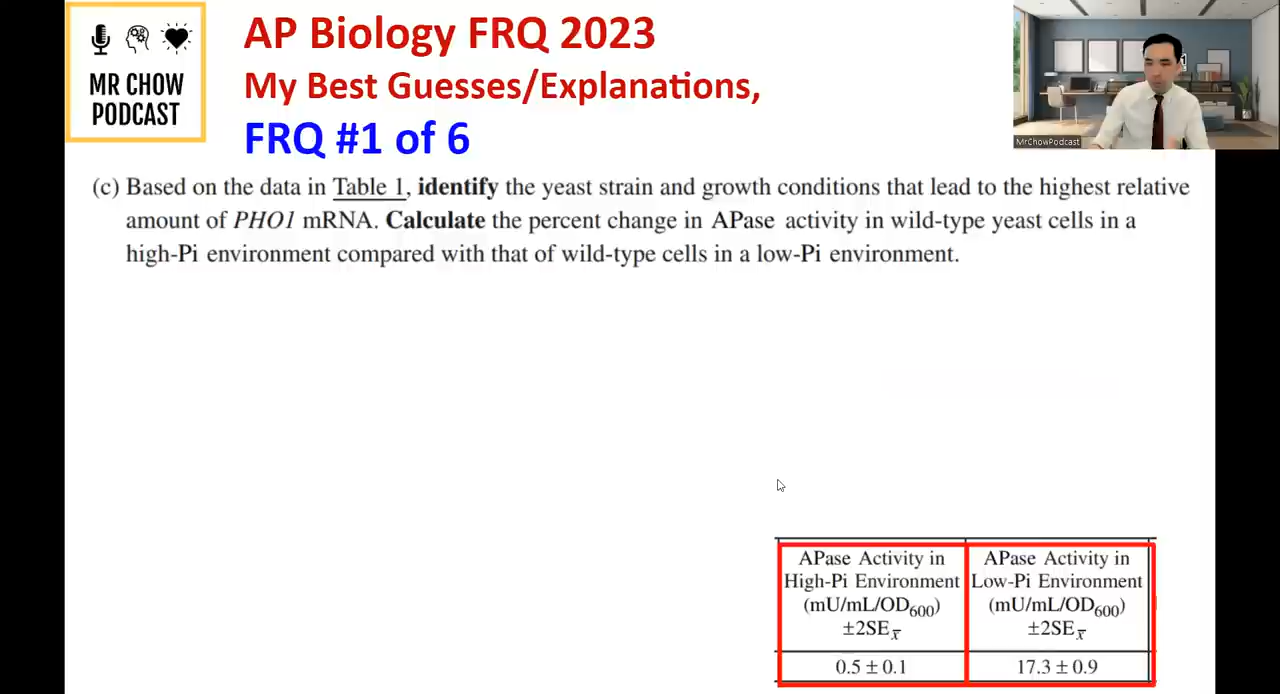 MR CHOW
PODCAST
AP Biology FRQ 2023
My Best Guesses/Explanations,
FRQ #1 of 6
MrChowPodcast
(c) Based on the data in Table 1, identify the yeast strain and growth conditions that lead to the highest relative
amount of PHO1 mRNA. Calculate the percent change in APase activity in wild-type yeast cells in a
high-Pi environment compared with that of wild-type cells in a low-Pi environment.
APase Activity in
High-Pi Environment
(mU/mL/OD600)
±2SEx̅
APase Activity in
Low-Pi Environment
(mU/mL/OD600)
±2SEx̅
0.5 ± 0.1
17.3 ± 0.9